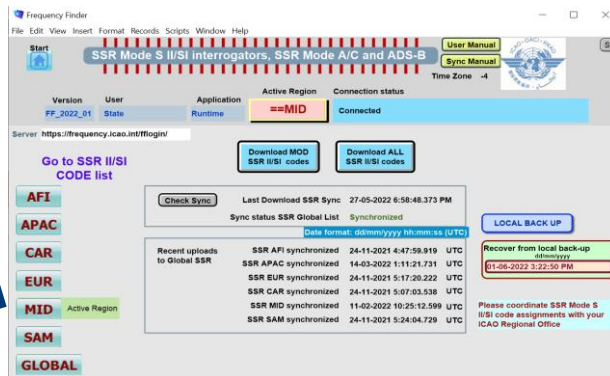 Frequency Finder
File Edit View Insert Format Records Scripts Window Help
Start
SSR Mode S II/SI interrogators, SSR Mode A/C and ADS-B
User Manual
Sync Manual
Time Zone -4
ICAO
S
Version User Application Active Region Connection status
FF_2022_01 State Runtime ==MID Connected
Server https://frequency.icao.int/fflogin/
Go to SSR II/SI
CODE list
Download MOD
SSR II/SI codes
Download ALL
SSR II/SI codes
AFI
APAC
CAR
EUR
MID Active Region
SAM
GLOBAL
Check Sync
Last Download SSR Sync 27-05-2022 6:58:48.373 PM
Sync status SSR Global List Synchronized
Date format: dd/mm/yyyy hh:mm:ss (UTC)
Recent uploads
to Global SSR
SSR AFI synchronized 24-11-2021 4:47:59.919 UTC
SSR APAC synchronized 14-03-2022 1:11:21.731 UTC
SSR EUR synchronized 24-11-2021 5:17:20.222 UTC
SSR CAR synchronized 24-11-2021 5:07:03.538 UTC
SSR MID synchronized 11-02-2022 10:25:12.599 UTC
SSR SAM synchronized 24-11-2021 5:24:04.729 UTC
LOCAL BACK UP
Recover from local back-up
dd/mm/yyyy
01-06-2022 3:22:50 PM
Please coordinate SSR Mode S
II/SI code assignments with your
ICAO Regional Office